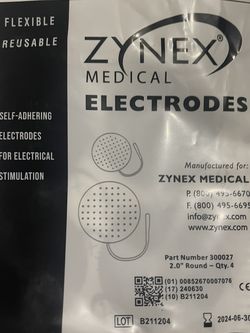 FLEXIBLE
REUSABLE
ZYNEX®
MEDICAL
ELECTRODES
SELF-ADHERING
ELECTRODES
FOR ELECTRICAL
STIMULATION
Manufactured for:
ZYNEX MEDICAL
P. (800) 495-6670
F. (800) 495-6695
info@zynex.com
www.zynex.com
Part Number 300027
2.0" Round - Qty. 4
(01) 00852670007076
(17) 240630
(10) B211204
LOT B211204
2024-06-30